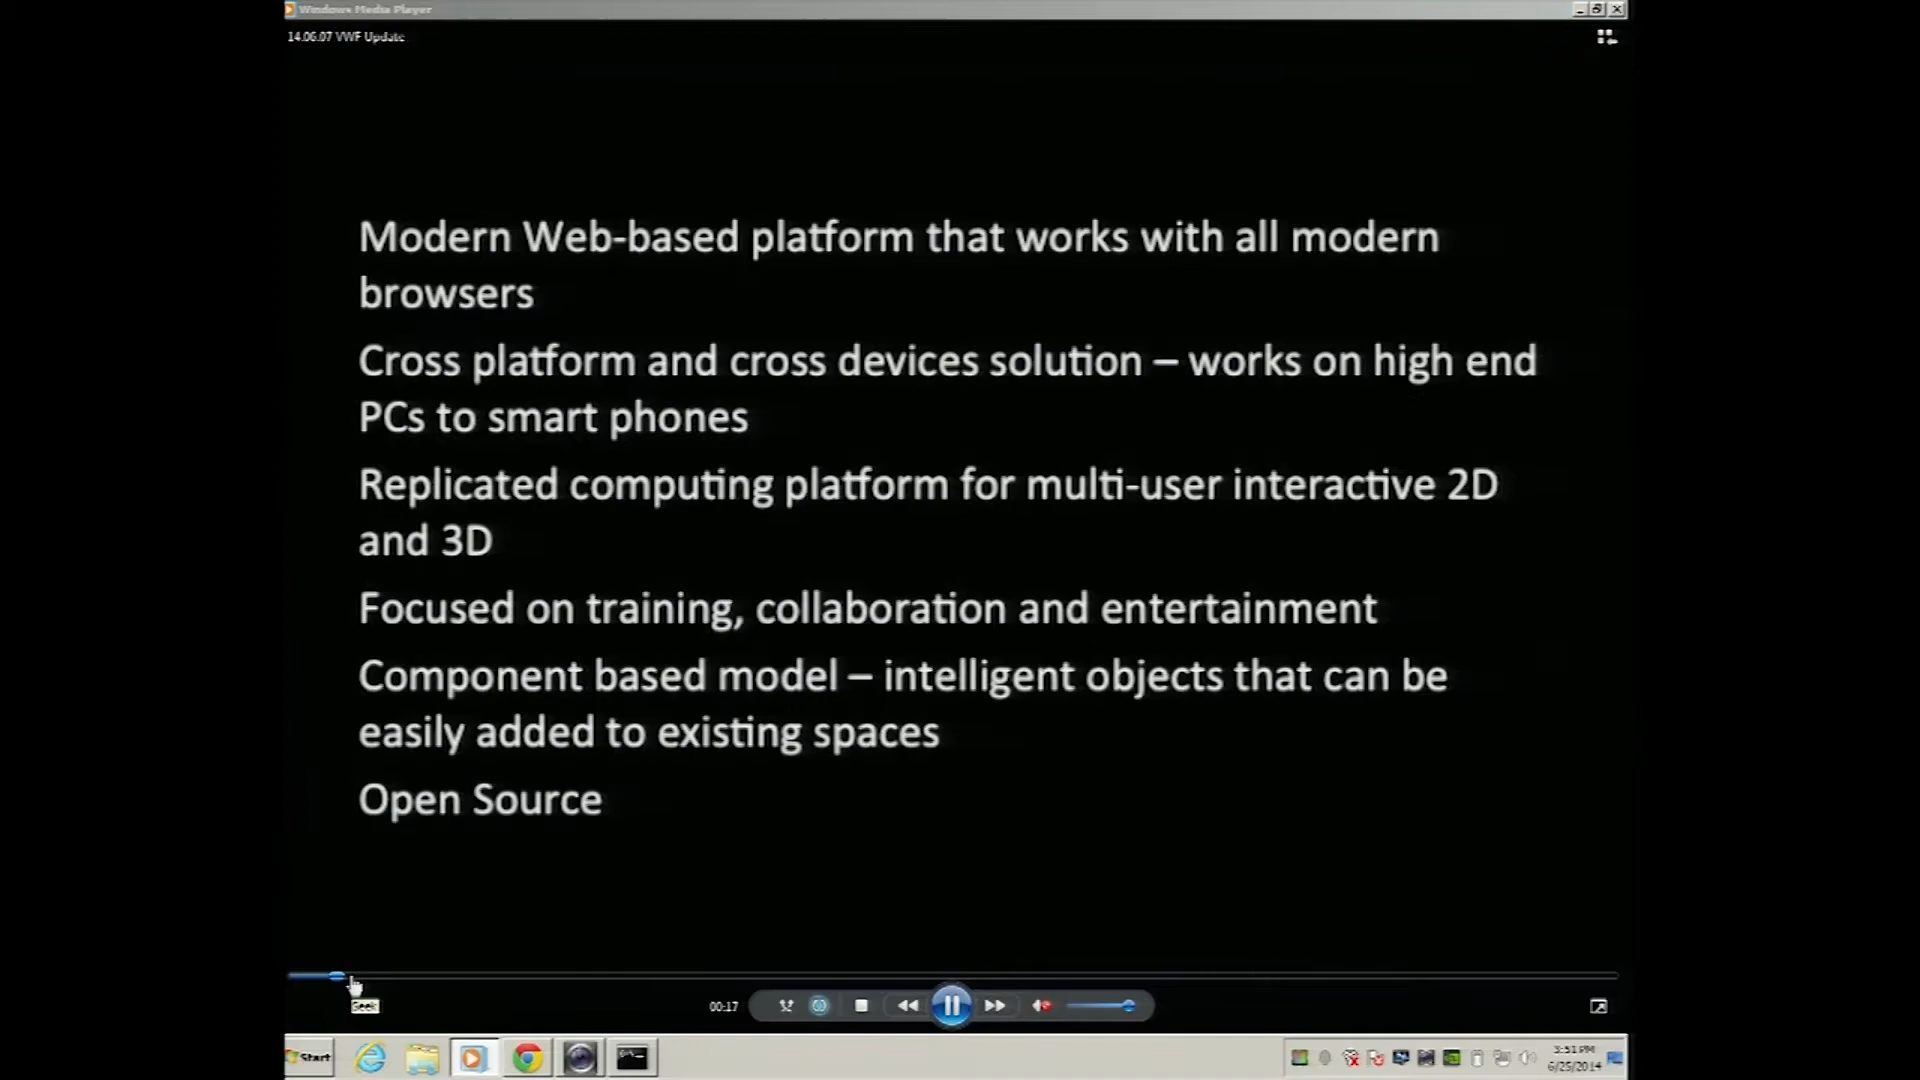 Windows Media Player
14.06.07 VWF Update
Modern Web-based platform that works with all modern
browsers
Cross platform and cross devices solution – works on high end
PCs to smart phones
Replicated computing platform for multi-user interactive 2D
and 3D
Focused on training, collaboration and entertainment
Component based model – intelligent objects that can be
easily added to existing spaces
Open Source
Seek
00:17
Start
3:51 PM
6/25/2014